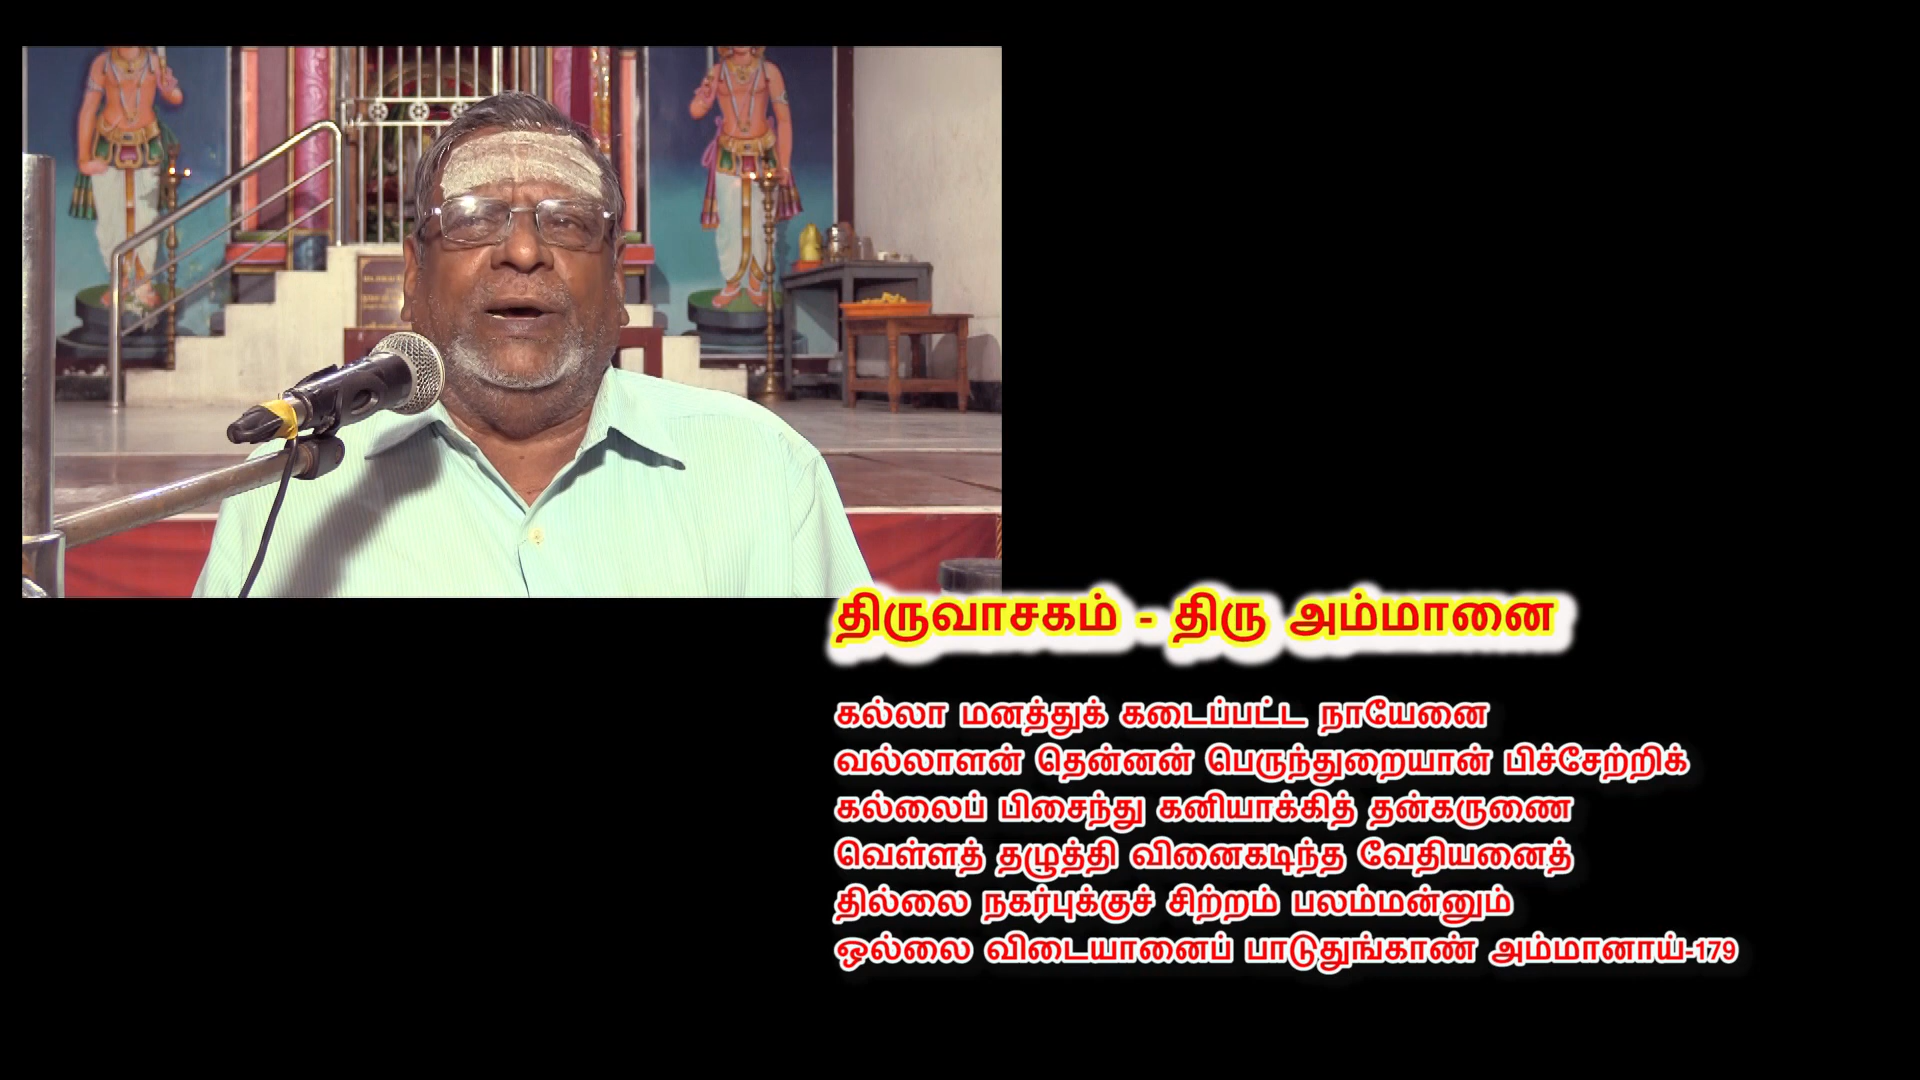 திருவாசகம் - திரு அம்மானை
கல்லா மனத்துக் கடைப்பட்ட நாயேனை
வல்லாளன் தென்னன் பெருந்துறையான் பிச்சேற்றிக்
கல்லைப் பிசைந்து கனியாக்கித் தன்கருணை
வெள்ளத் தழுத்தி வினைகடிந்த வேதியனைத்
தில்லை நகர்புக்குச் சிற்றம் பலம்மன்னும்
ஒல்லை விடையானைப் பாடுதுங்காண் அம்மானாய்-179